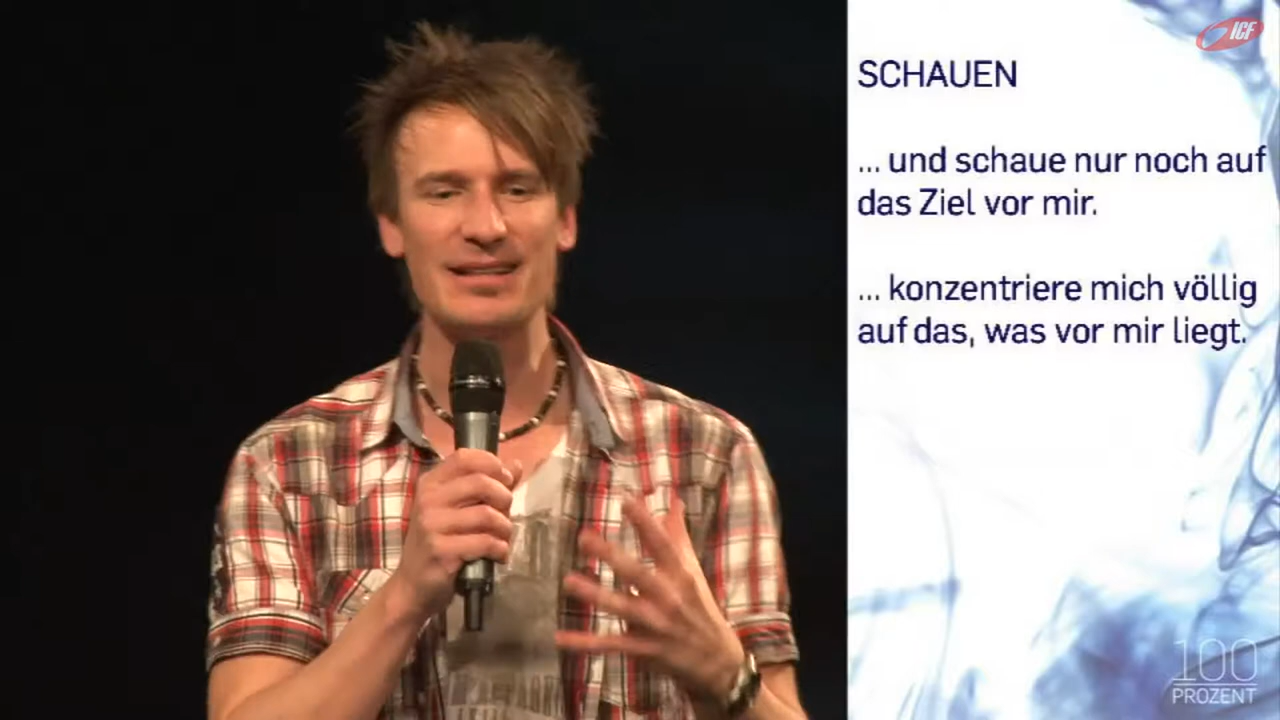 ICF
SCHAUEN
... und schaue nur noch auf
das Ziel vor mir.
... konzentriere mich völlig
auf das, was vor mir liegt.
100
PROZENT